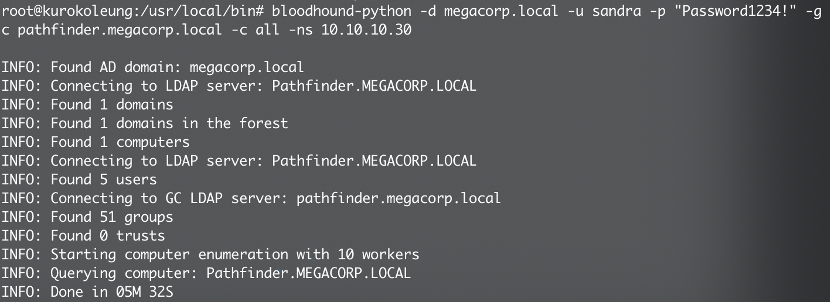 root@kurokoleung:/usr/local/bin# bloodhound-python -d megacorp.local -u sandra -p "Password1234!" -g
c pathfinder.megacorp.local -c all -ns 10.10.10.30
INFO: Found AD domain: megacorp.local
INFO: Connecting to LDAP server: Pathfinder.MEGACORP.LOCAL
INFO: Found 1 domains
INFO: Found 1 domains in the forest
INFO: Found 1 computers
INFO: Connecting to LDAP server: Pathfinder.MEGACORP.LOCAL
INFO: Found 5 users
INFO: Connecting to GC LDAP server: pathfinder.megacorp.local
INFO: Found 51 groups
INFO: Found 0 trusts
INFO: Starting computer enumeration with 10 workers
INFO: Querying computer: Pathfinder.MEGACORP.LOCAL
INFO: Done in 05M 32S